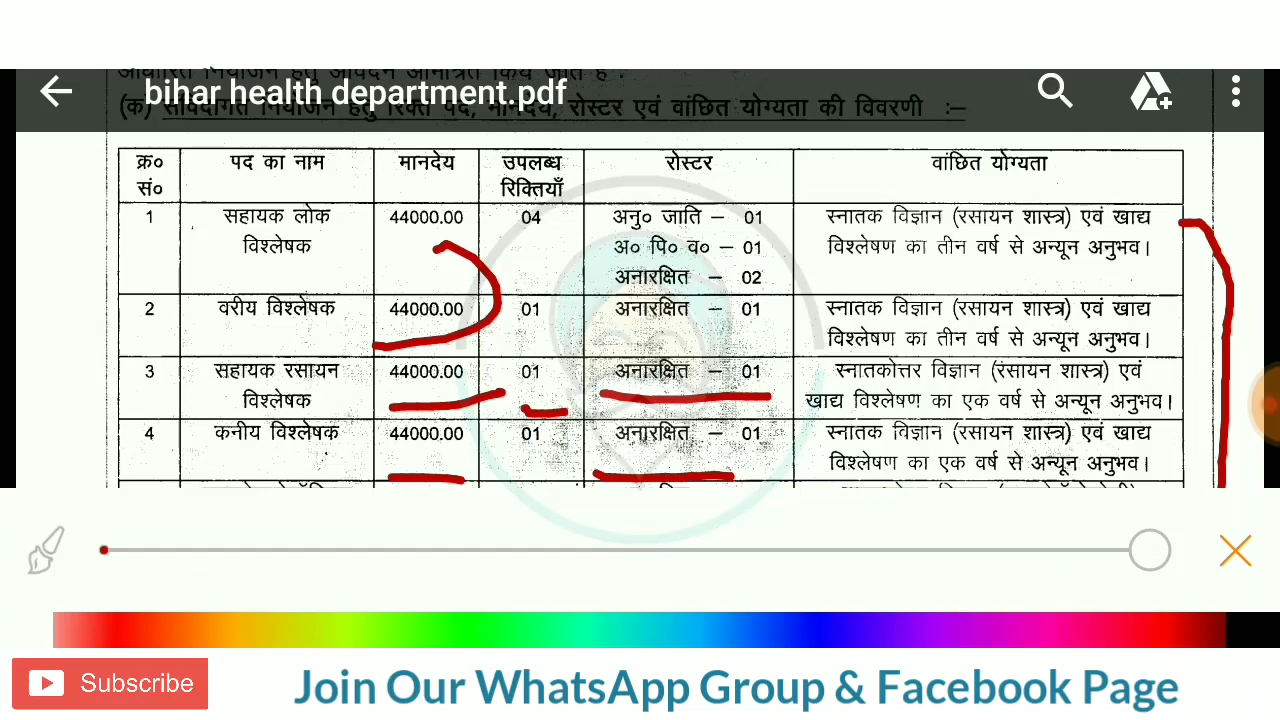 bihar health department.pdf
(क) संविदागत नियोजन हेतु रिक्त पद, मानदेय, रोस्टर एवं वांछित योग्यता की विवरणी :–
क्र० सं० पद का नाम मानदेय उपलब्ध रिक्तियाँ रोस्टर वांछित योग्यता
1 सहायक लोक विश्लेषक 44000.00 04 अनु० जाति – 01
अ० पि० व० – 01
अनारक्षित – 02
स्नातक विज्ञान (रसायन शास्त्र) एवं खाद्य
विश्लेषण का तीन वर्ष से अन्यून अनुभव।
2 वरीय विश्लेषक 44000.00 01 अनारक्षित – 01 स्नातक विज्ञान (रसायन शास्त्र) एवं खाद्य
विश्लेषण का तीन वर्ष से अन्यून अनुभव।
3 सहायक रसायन विश्लेषक 44000.00 01 अनारक्षित – 01 स्नातकोत्तर विज्ञान (रंसायन शास्त्र) एवं
खाद्य विश्लेषण का एक वर्ष से अन्यून अनुभव।
4 कनीय विश्लेषक 44000.00 01 अनारक्षित – 01 स्नातक विज्ञान (रसायन शास्त्र) एवं खाद्य
विश्लेषण का एक वर्ष से अन्यून अनुभव।
Subscribe
Join Our WhatsApp Group & Facebook Page